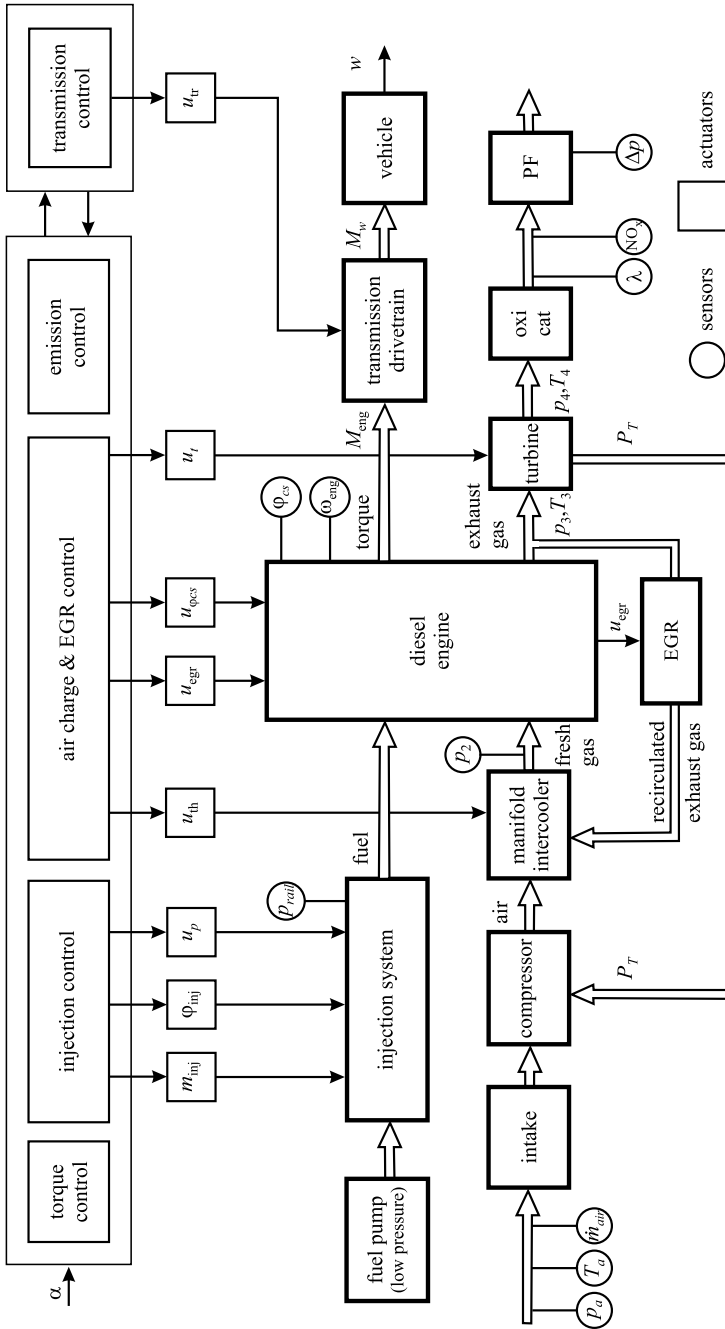 α
torque
control
injection control
air charge & EGR control
emission
control
transmission
control
m_inj
φ_inj
u_p
u_th
u_egr
u_φcs
u_t
u_tr
p_rail
φ_cs
ω_eng
fuel pump
(low pressure)
injection system
fuel
diesel
engine
torque
M_eng
transmission
drivetrain
M_w
vehicle
w
p_2
exhaust
gas
p_a
T_a
ṁ_air
intake
compressor
air
manifold
intercooler
fresh
gas
p_3,T_3
turbine
p_4,T_4
oxi
cat
λ
NO_x
PF
Δp
u_egr
EGR
recirculated
exhaust gas
P_T
P_T
sensors
actuators